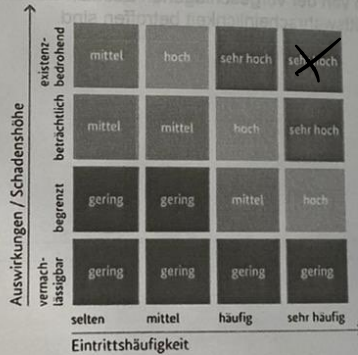 Auswirkungen / Schadenshöhe
existenz-
bedrohend
mittel
hoch
sehr hoch
sehr hoch
beträchtlich
mittel
mittel
hoch
sehr hoch
begrenzt
gering
gering
mittel
hoch
vernach-
lässigbar
gering
gering
gering
gering
selten
mittel
häufig
sehr häufig
Eintrittshäufigkeit